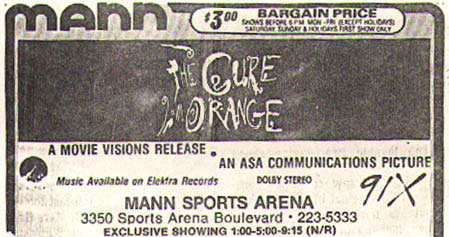 mann
$3.00 BARGAIN PRICE
SHOWS BEFORE 6 PM MON-FRI (EXCEPT HOLIDAYS)
SATURDAY SUNDAY & HOLIDAYS FIRST SHOW ONLY
THE CURE
IN ORANGE
A MOVIE VISIONS RELEASE
AN ASA COMMUNICATIONS PICTURE
Music Available on Elektra Records
DOLBY STEREO
91X
MANN SPORTS ARENA
3350 Sports Arena Boulevard • 223-5333
EXCLUSIVE SHOWING 1:00-5:00-9:15 (N/R)